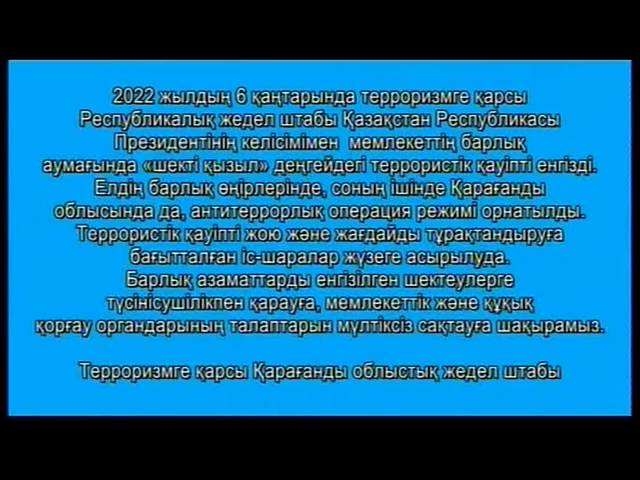 2022 жылдың 6 қаңтарында терроризмге қарсы
Республикалық жедел штабы Қазақстан Республикасы
Президентінің келісімімен мемлекеттің барлық
аумағында «шекті қызыл» деңгейдегі террористік қауіпті енгізді.
Елдің барлық өңірлерінде, соның ішінде Қарағанды
облысында да, антитеррорлық операция режимі орнатылды.
Террористік қауіпті жою және жағдайды тұрақтандыруға
бағытталған іс-шаралар жүзеге асырылуда.
Барлық азаматтарды енгізілген шектеулерге
түсінісушілікпен қарауға, мемлекеттік және құқық
қорғау органдарының талаптарын мүлтіксіз сақтауға шақырамыз.
Терроризмге қарсы Қарағанды облыстық жедел штабы